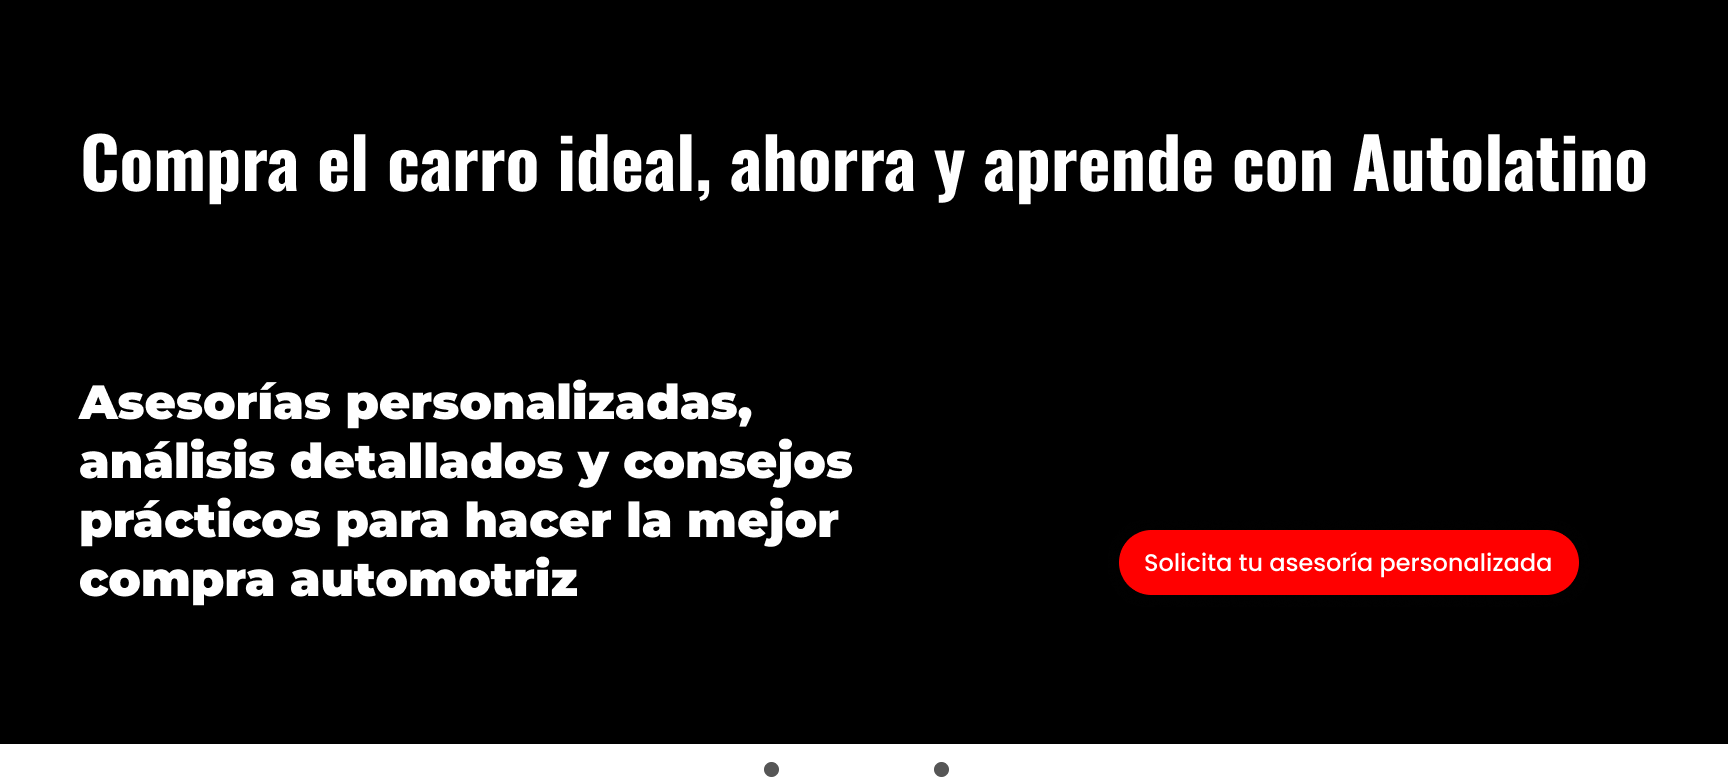 Compra el carro ideal, ahorra y aprende con Autolatino
Asesorías personalizadas,
análisis detallados y consejos
prácticos para hacer la mejor
compra automotriz
Solicita tu asesoría personalizada